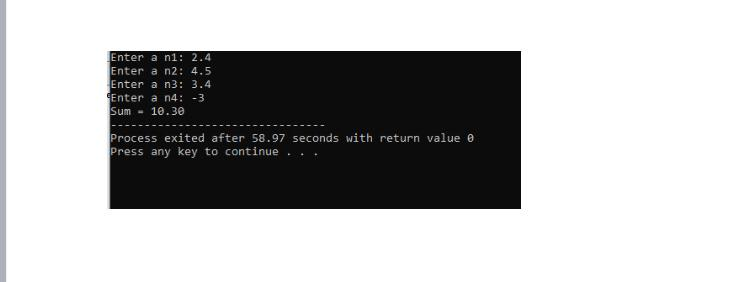 Enter a n1: 2.4
Enter a n2: 4.5
Enter a n3: 3.4
Enter a n4: -3
Sum = 10.30
--------------------------------
Process exited after 58.97 seconds with return value 0
Press any key to continue . . .